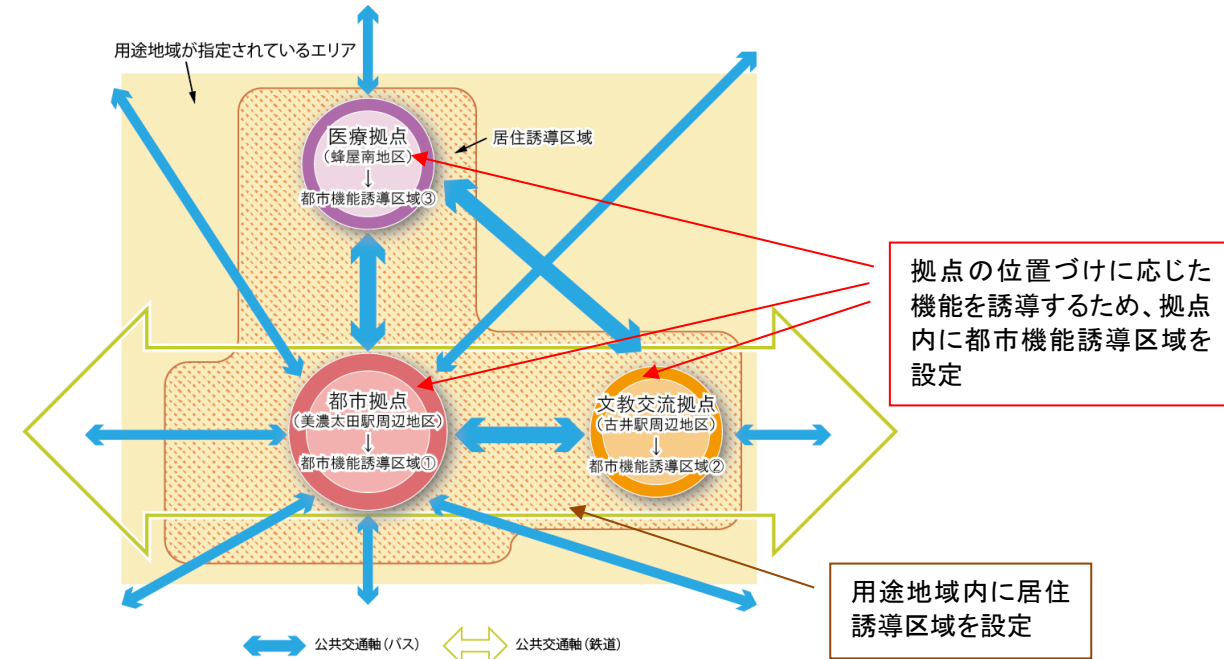 用途地域が指定されているエリア
医療拠点
(蜂屋南地区)
↓
都市機能誘導区域③
居住誘導区域
拠点の位置づけに応じた
機能を誘導するため、拠点
内に都市機能誘導区域を
設定
都市拠点
(美濃太田駅周辺地区)
↓
都市機能誘導区域①
文教交流拠点
(古井駅周辺地区)
↓
都市機能誘導区域②
用途地域内に居住
誘導区域を設定
公共交通軸(バス)
公共交通軸(鉄道)